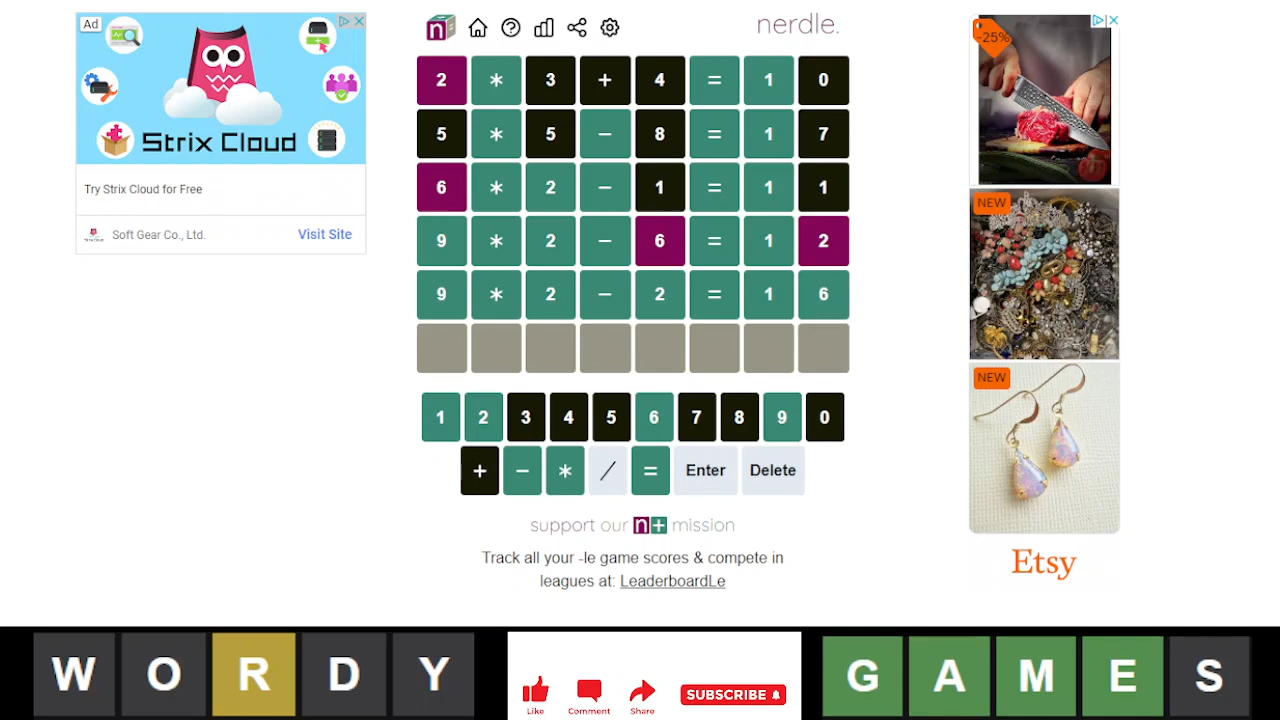 Ad
Strix Cloud
Try Strix Cloud for Free
Soft Gear Co., Ltd.
Visit Site
n
nerdle.
2 * 3 + 4 = 1 0
5 * 5 - 8 = 1 7
6 * 2 - 1 = 1 1
9 * 2 - 6 = 1 2
9 * 2 - 2 = 1 6
1 2 3 4 5 6 7 8 9 0
+ - * / = Enter Delete
support our n+ mission
Track all your -le game scores & compete in
leagues at: LeaderboardLe
-25%
NEW
NEW
Etsy
W O R D Y
Like
Comment
Share
SUBSCRIBE
G A M E S